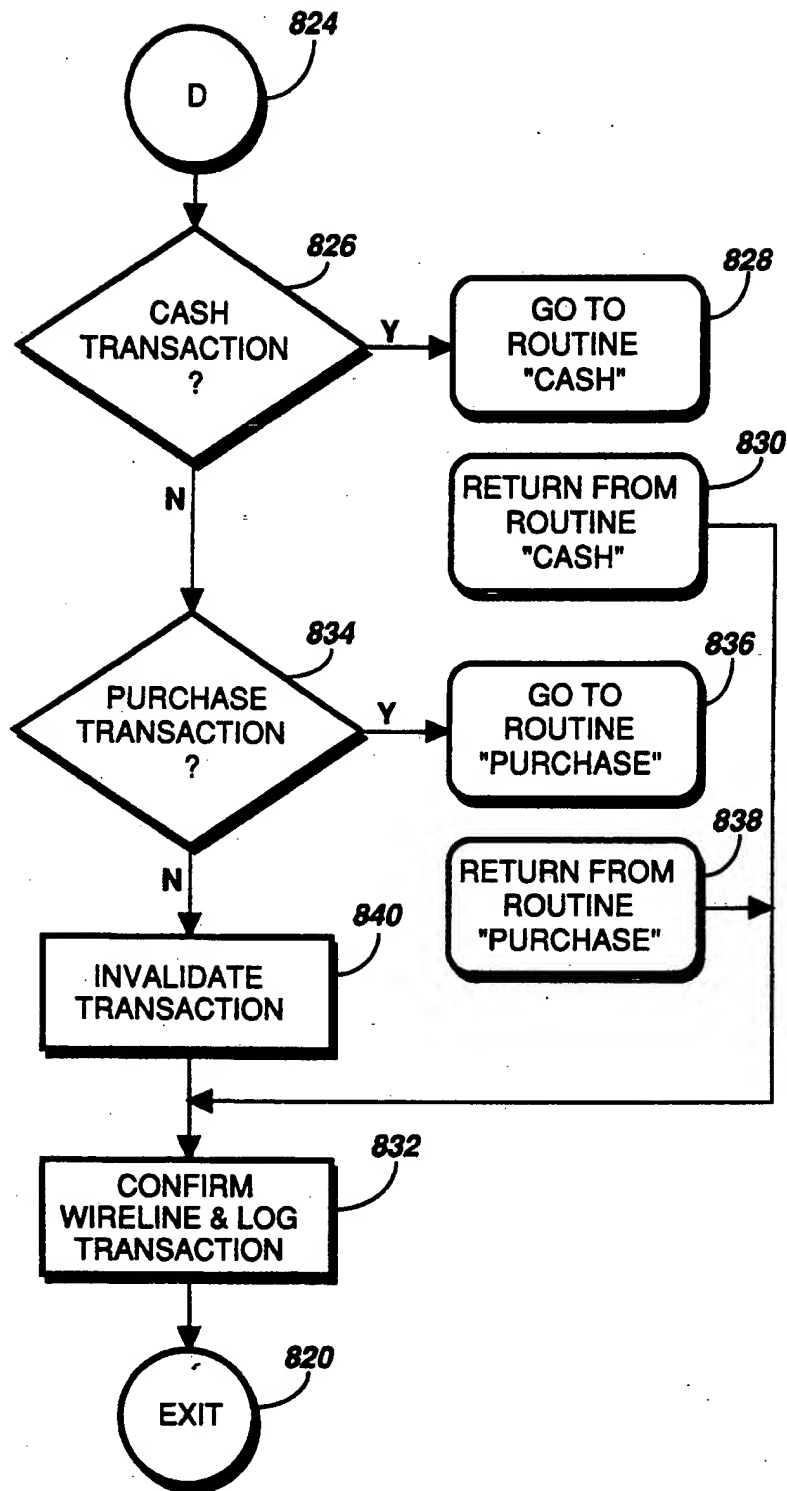 824
D
826
CASH
TRANSACTION
?
Y
828
GO TO
ROUTINE
"CASH"
830
RETURN FROM
ROUTINE
"CASH"
N
834
PURCHASE
TRANSACTION
?
Y
836
GO TO
ROUTINE
"PURCHASE"
838
RETURN FROM
ROUTINE
"PURCHASE"
N
840
INVALIDATE
TRANSACTION
832
CONFIRM
WIRELINE & LOG
TRANSACTION
820
EXIT